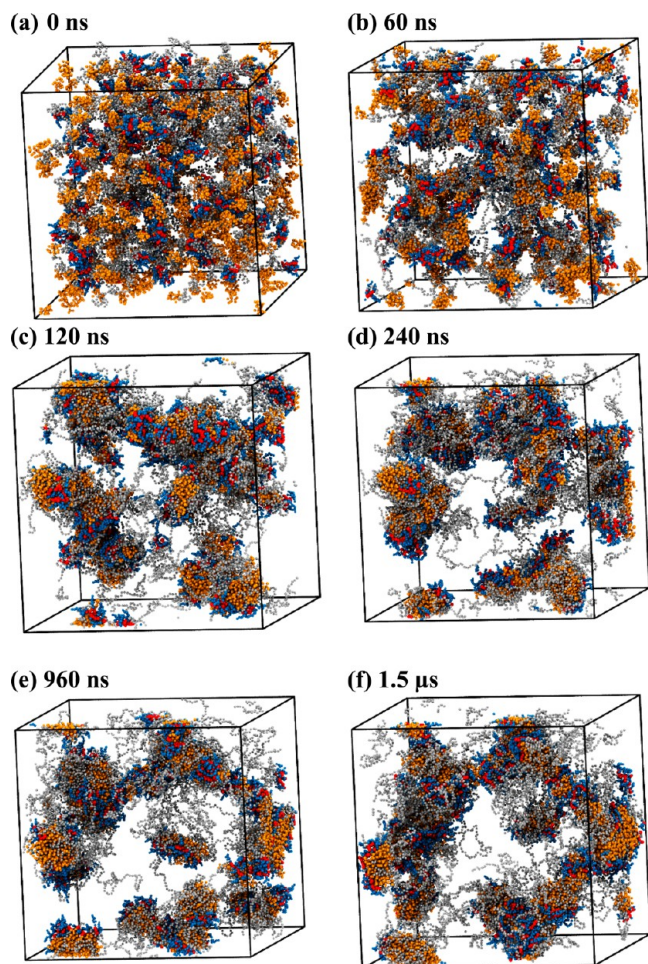 (a) 0 ns
(b) 60 ns
(c) 120 ns
(d) 240 ns
(e) 960 ns
(f) 1.5 μs